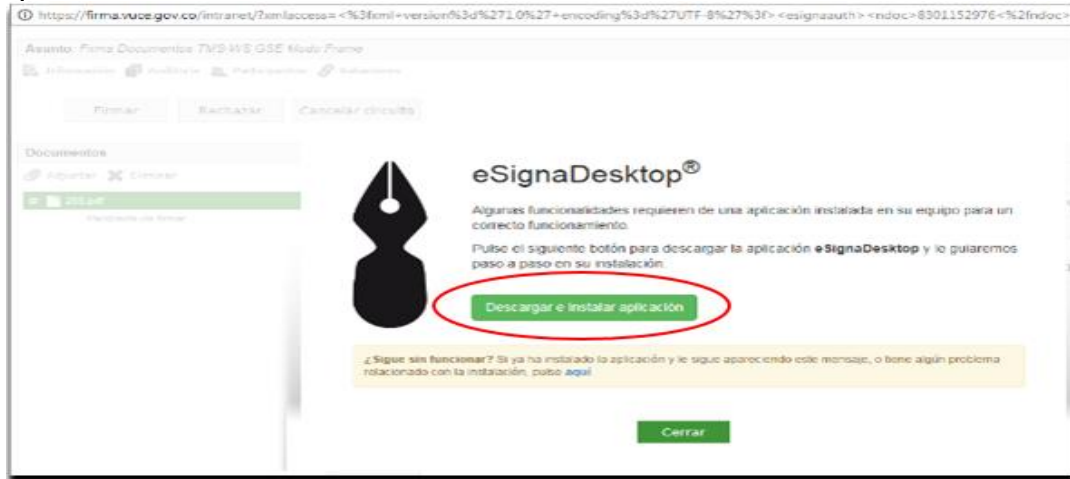 https://firma.vuce.gov.co/intranet/?xmlaccess=<%3fxml+version%3d%271.0%27+encoding%3d%27UTF-8%27%3f><esignaauth><ndoc>8301152976<%2fndoc>
Asunto: Firma Documentos TMS-WS GSE Modo Frame
Información Auditoría Participantes
Firmar Rechazar Cancelar circuito
Documentos
Adjuntar Eliminar
eSignaDesktop®
Algunas funcionalidades requieren de una aplicación instalada en su equipo para un
correcto funcionamiento.
Pulse el siguiente botón para descargar la aplicación eSignaDesktop y le guiaremos
paso a paso en su instalación.
Descargar e instalar aplicación
¿Sigue sin funcionar? Si ya ha instalado la aplicación y le sigue apareciendo este mensaje, o tiene algún problema
relacionado con la instalación, pulse aquí
Cerrar